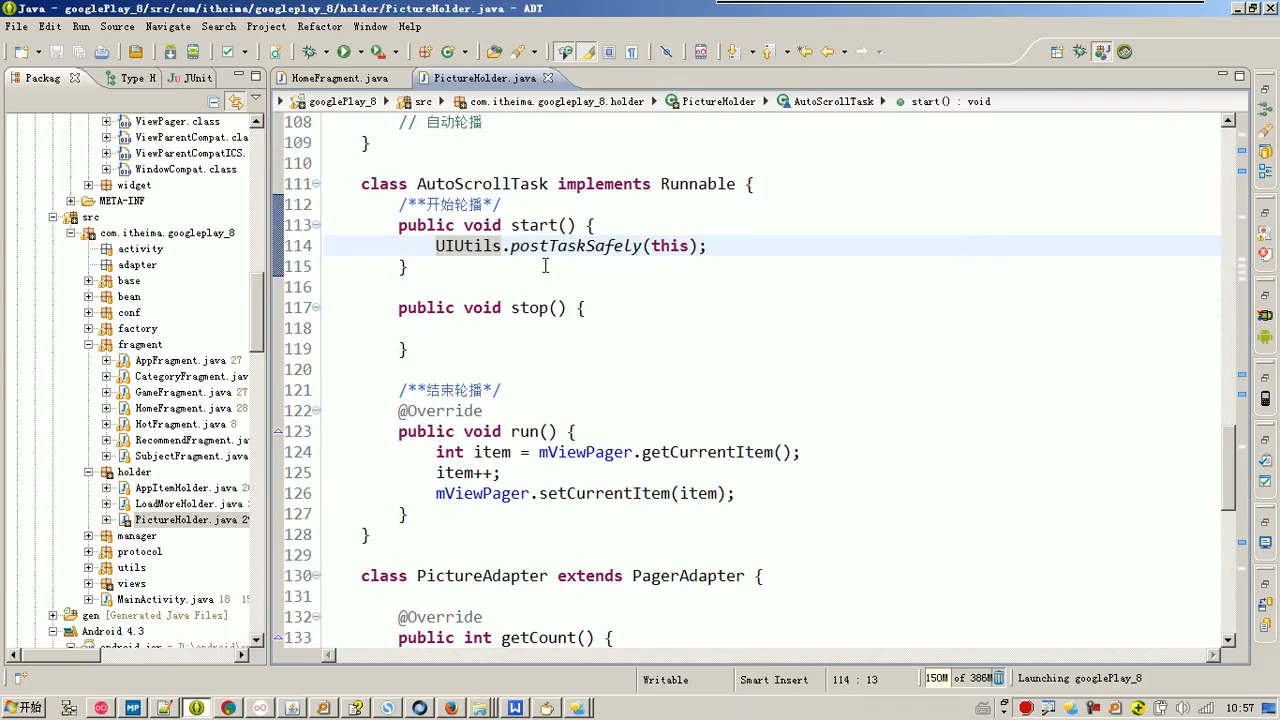 Java - googlePlay_8/src/com/itheima/googleplay_8/holder/PictureHolder.java - ADT
File Edit Run Source Navigate Search Project Refactor Window Help
Packag Type H JUnit HomeFragment.java PictureHolder.java
googlePlay_8 src com.itheima.googleplay_8.holder PictureHolder AutoScrollTask start() : void
ViewPager.class
ViewParentCompat.cla
ViewParentCompatICS.
WindowCompat.class
widget
META-INF
src
com.itheima.googleplay_8
activity
adapter
base
bean
conf
factory
fragment
AppFragment.java 27
CategoryFragment.jav
GameFragment.java 27
HomeFragment.java 28
HotFragment.java 8
RecommendFragment.jav
SubjectFragment.java
holder
AppItemHolder.java 2
LoadMoreHolder.java
PictureHolder.java 2
manager
protocol
utils
views
MainActivity.java 18
gen [Generated Java Files]
Android 4.3
108 // 自动轮播
109 }
110
111 class AutoScrollTask implements Runnable {
112 /**开始轮播*/
113 public void start() {
114 UIUtils.postTaskSafely(this);
115 }
116
117 public void stop() {
118
119 }
120
121 /**结束轮播*/
122 @Override
123 public void run() {
124 int item = mViewPager.getCurrentItem();
125 item++;
126 mViewPager.setCurrentItem(item);
127 }
128 }
129
130 class PictureAdapter extends PagerAdapter {
131
132 @Override
133 public int getCount() {
Writable Smart Insert 114 : 13 150M of 386M Launching googlePlay_8
开始 10:57